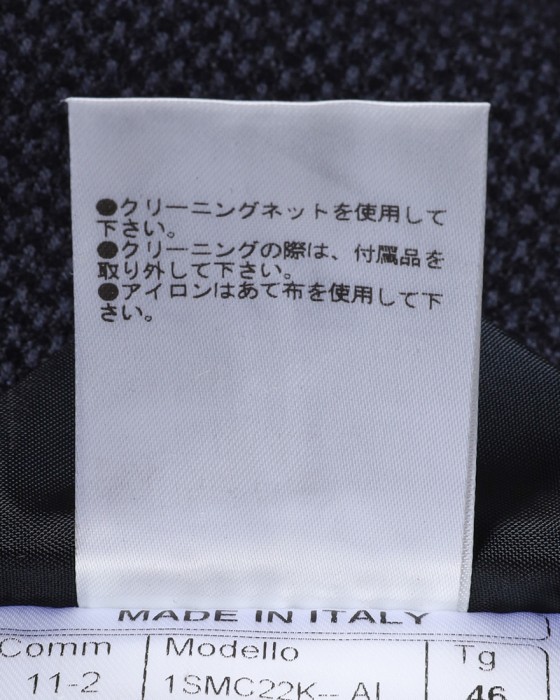 ●クリーニングネットを使用して
下さい。
●クリーニングの際は、付属品を
取り外して下さい。
●アイロンはあて布を使用して下
さい。
MADE IN ITALY
Comm Modello Tg
11-2 1SMC22K-- AI 46